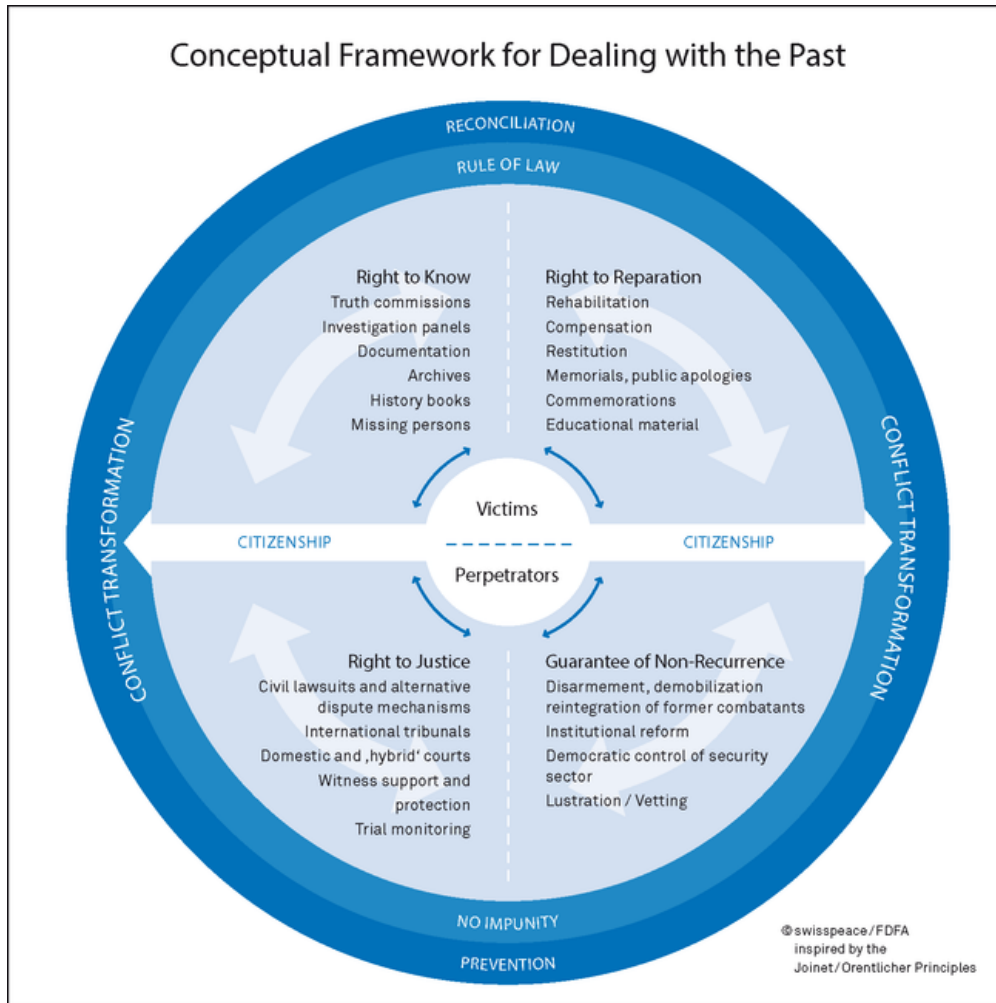 Conceptual Framework for Dealing with the Past
RECONCILIATION
RULE OF LAW
CONFLICT TRANSFORMATION
CONFLICT TRANSFORMATION
Right to Know
Truth commissions
Investigation panels
Documentation
Archives
History books
Missing persons
Right to Reparation
Rehabilitation
Compensation
Restitution
Memorials, public apologies
Commemorations
Educational material
Victims
CITIZENSHIP
CITIZENSHIP
Perpetrators
Right to Justice
Civil lawsuits and alternative
dispute mechanisms
International tribunals
Domestic and ‚hybrid‘ courts
Witness support and
protection
Trial monitoring
Guarantee of Non-Recurrence
Disarmement, demobilization
reintegration of former combatants
Institutional reform
Democratic control of security
sector
Lustration / Vetting
NO IMPUNITY
PREVENTION
© swisspeace/FDFA
inspired by the
Joinet/Orentlicher Principles